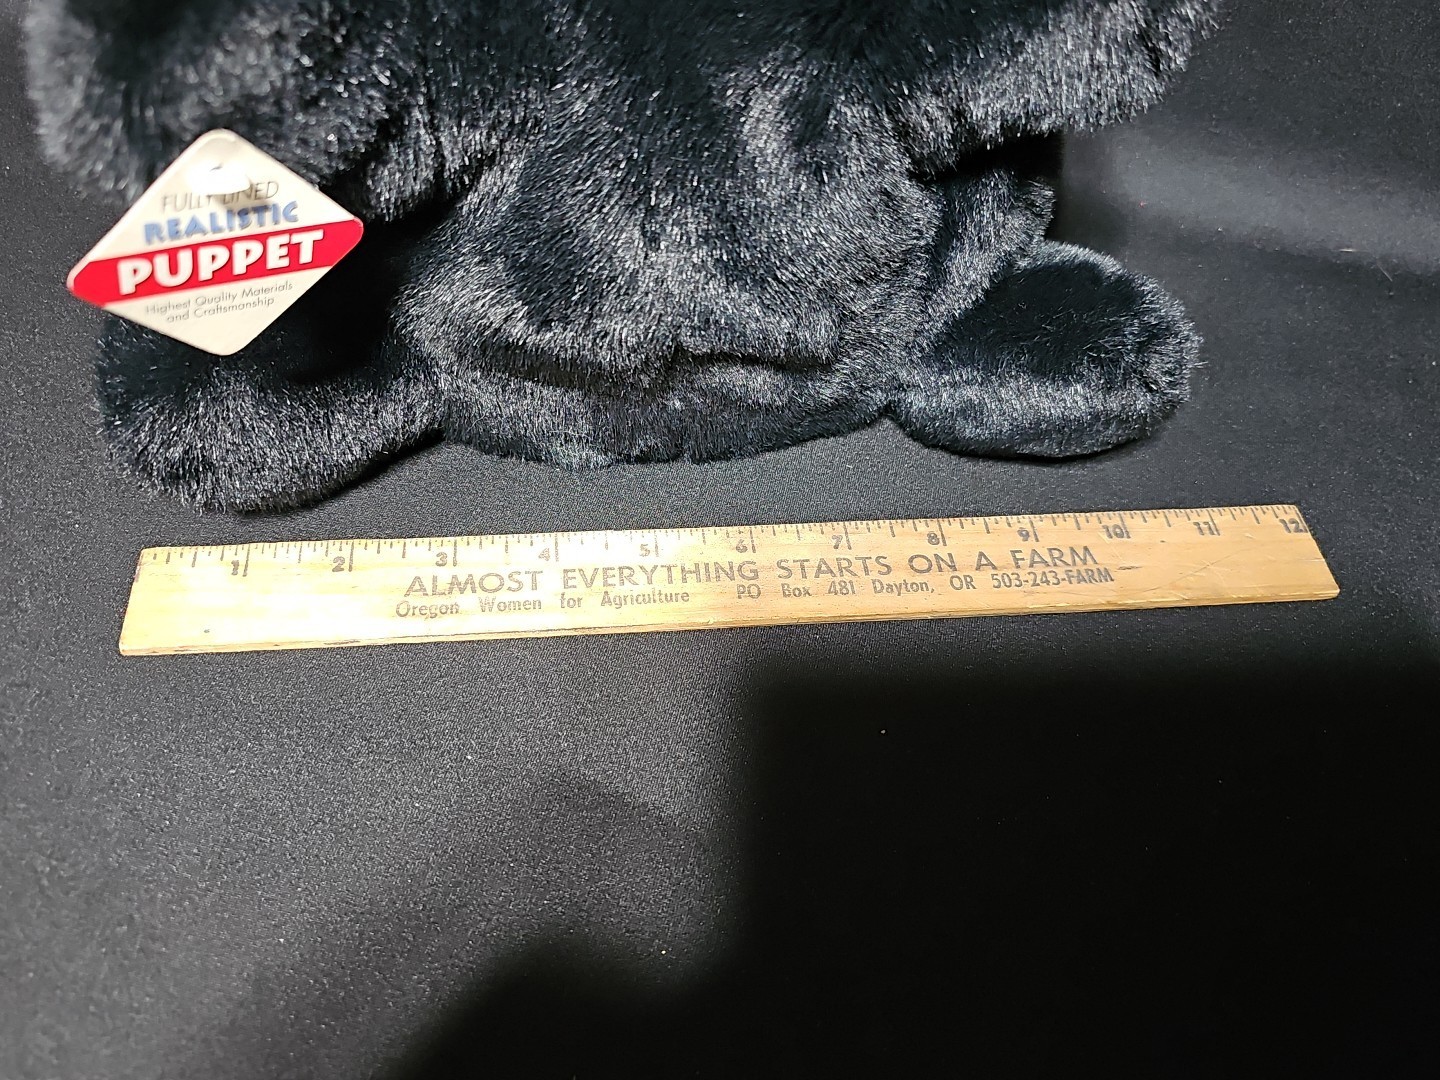 FULLY LINED
REALISTIC
PUPPET
Highest Quality Materials
and Craftsmanship
1 2 3 4 5 6 7 8 9 10 11 12
ALMOST EVERYTHING STARTS ON A FARM
Oregon Women for Agriculture PO Box 481 Dayton, OR 503-243-FARM